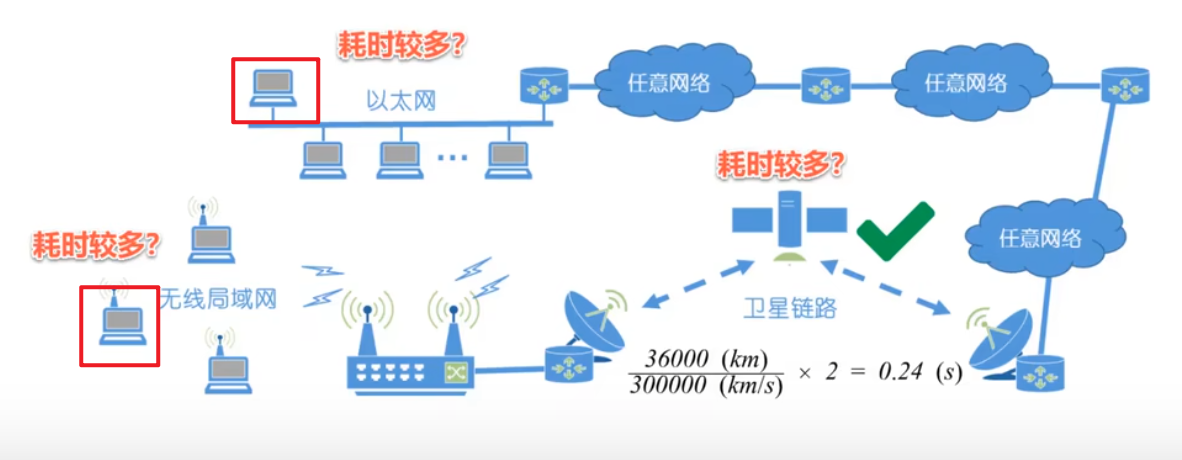 耗时较多?
以太网
任意网络
任意网络
耗时较多?
任意网络
耗时较多?
无线局域网
卫星链路
36000 (km)
300000 (km/s)
× 2 = 0.24 (s)